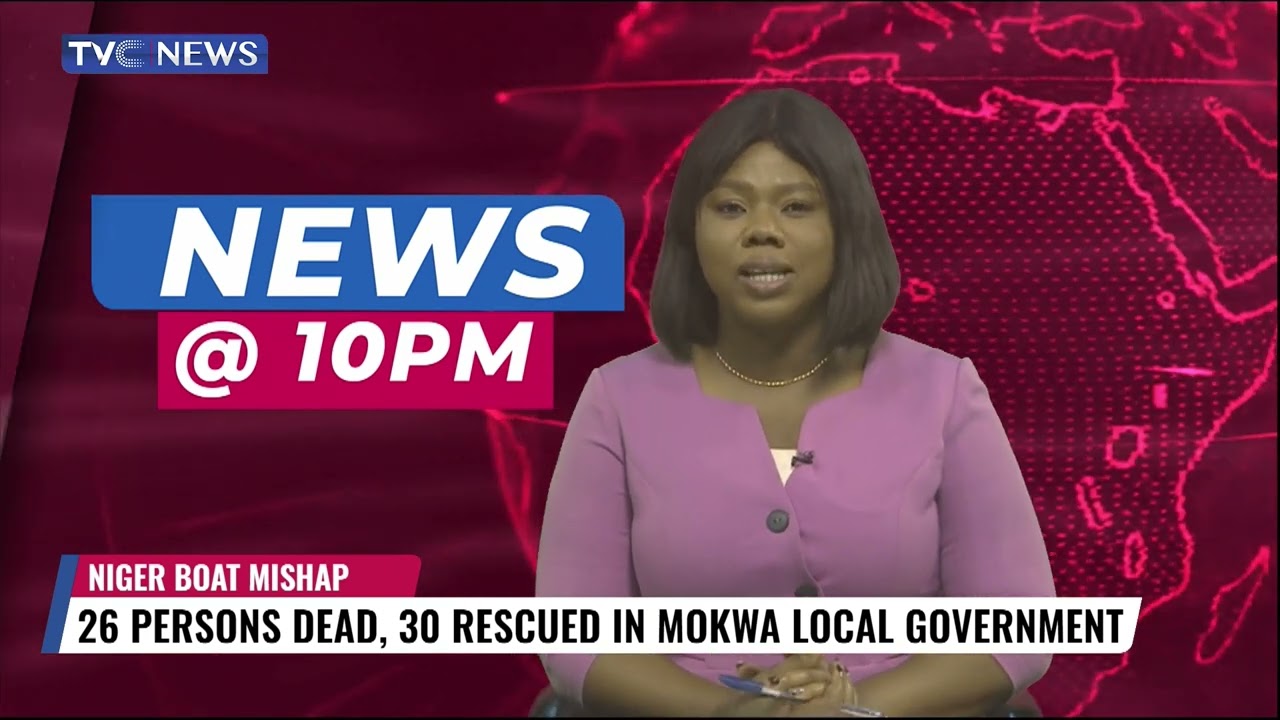 TVC NEWS
NEWS
@ 10PM
NIGER BOAT MISHAP
26 PERSONS DEAD, 30 RESCUED IN MOKWA LOCAL GOVERNMENT